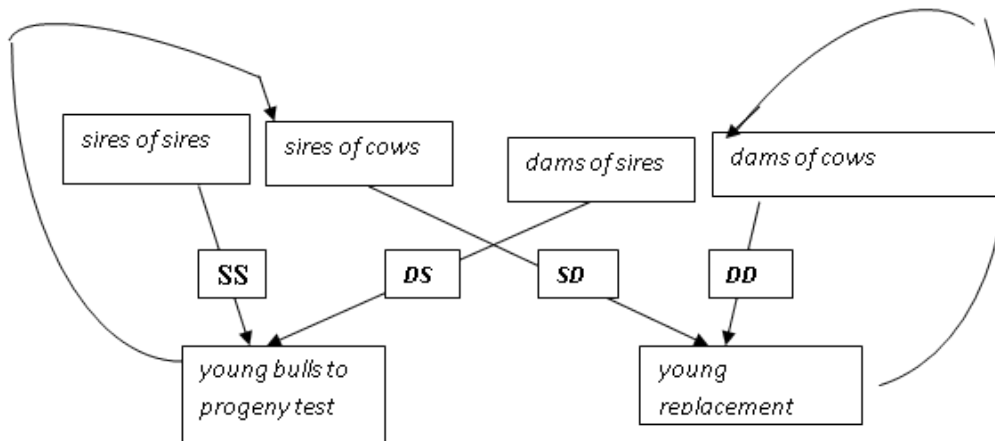 sires of sires
sires of cows
dams of sires
dams of cows
SS
DS
SD
DD
young bulls to
progeny test
young
replacement